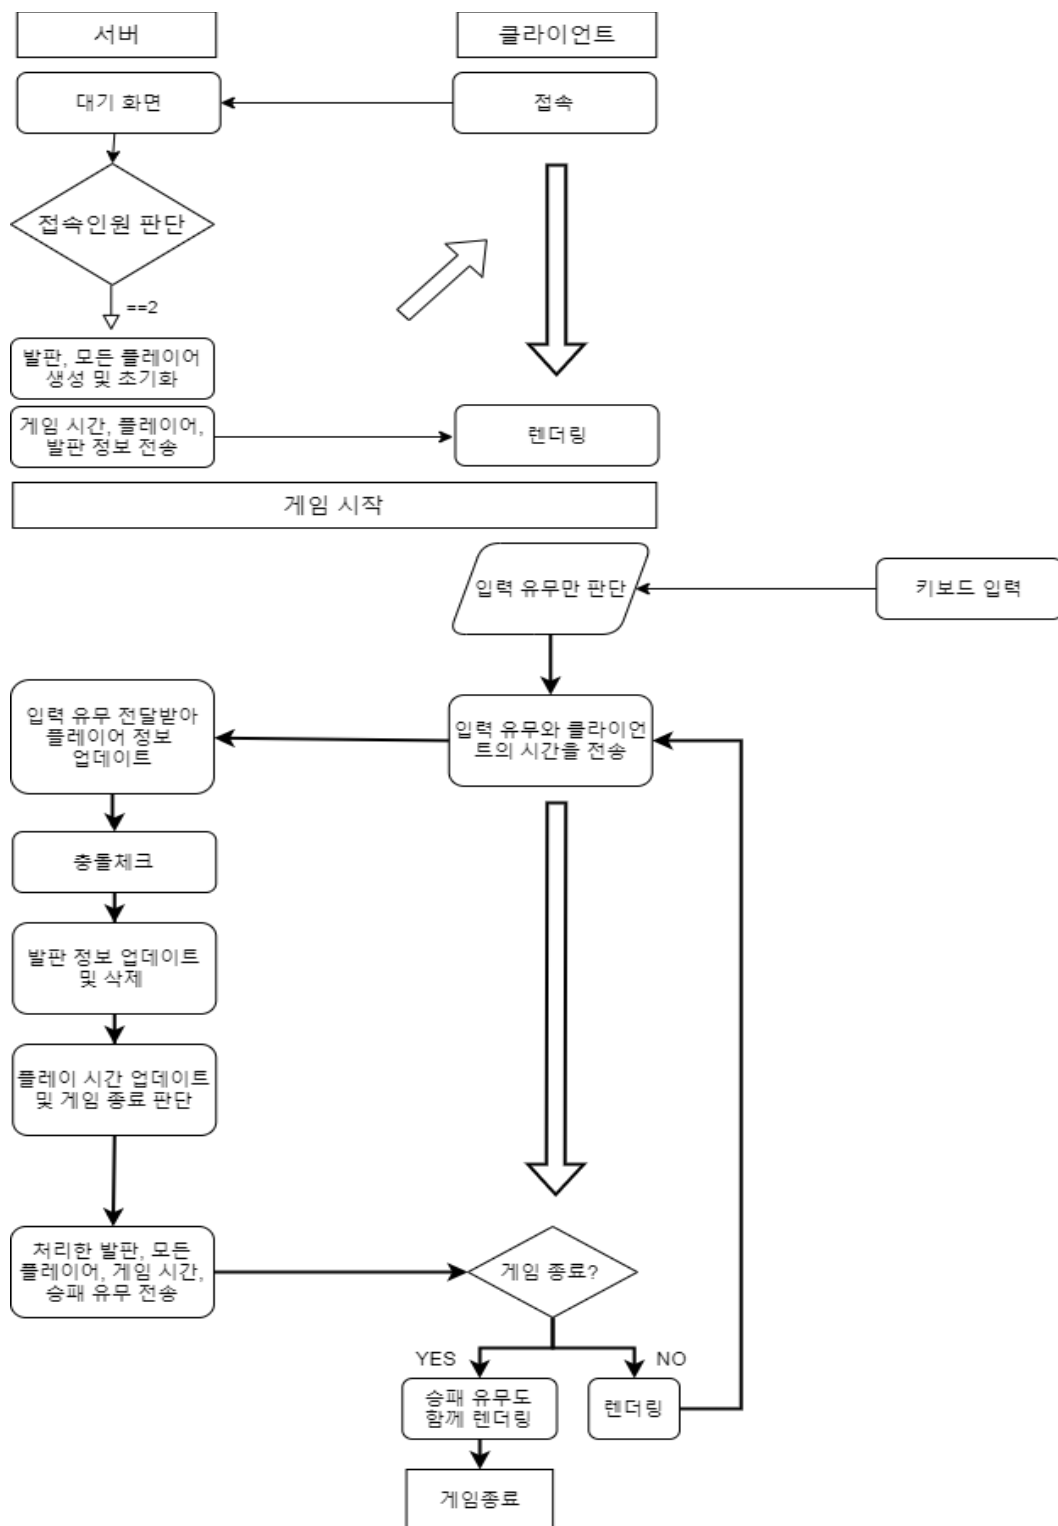 서버
클라이언트
대기 화면
접속
접속인원 판단
==2
발판, 모든 플레이어
생성 및 초기화
게임 시간, 플레이어,
발판 정보 전송
렌더링
게임 시작
입력 유무만 판단
키보드 입력
입력 유무 전달받아
플레이어 정보
업데이트
입력 유무와 클라이언
트의 시간을 전송
충돌체크
발판 정보 업데이트
및 삭제
플레이 시간 업데이트
및 게임 종료 판단
처리한 발판, 모든
플레이어, 게임 시간,
승패 유무 전송
게임 종료?
YES
NO
승패 유무도
함께 렌더링
렌더링
게임종료